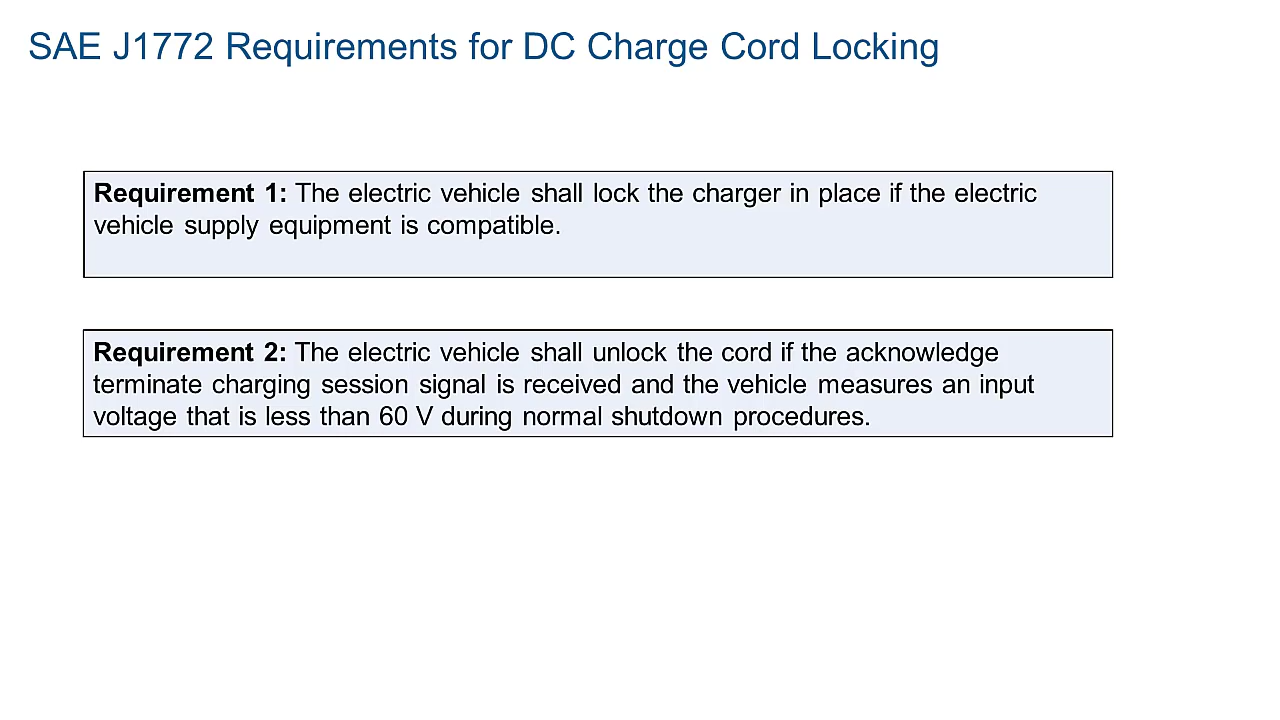 SAE J1772 Requirements for DC Charge Cord Locking
Requirement 1: The electric vehicle shall lock the charger in place if the electric
vehicle supply equipment is compatible.
Requirement 2: The electric vehicle shall unlock the cord if the acknowledge
terminate charging session signal is received and the vehicle measures an input
voltage that is less than 60 V during normal shutdown procedures.